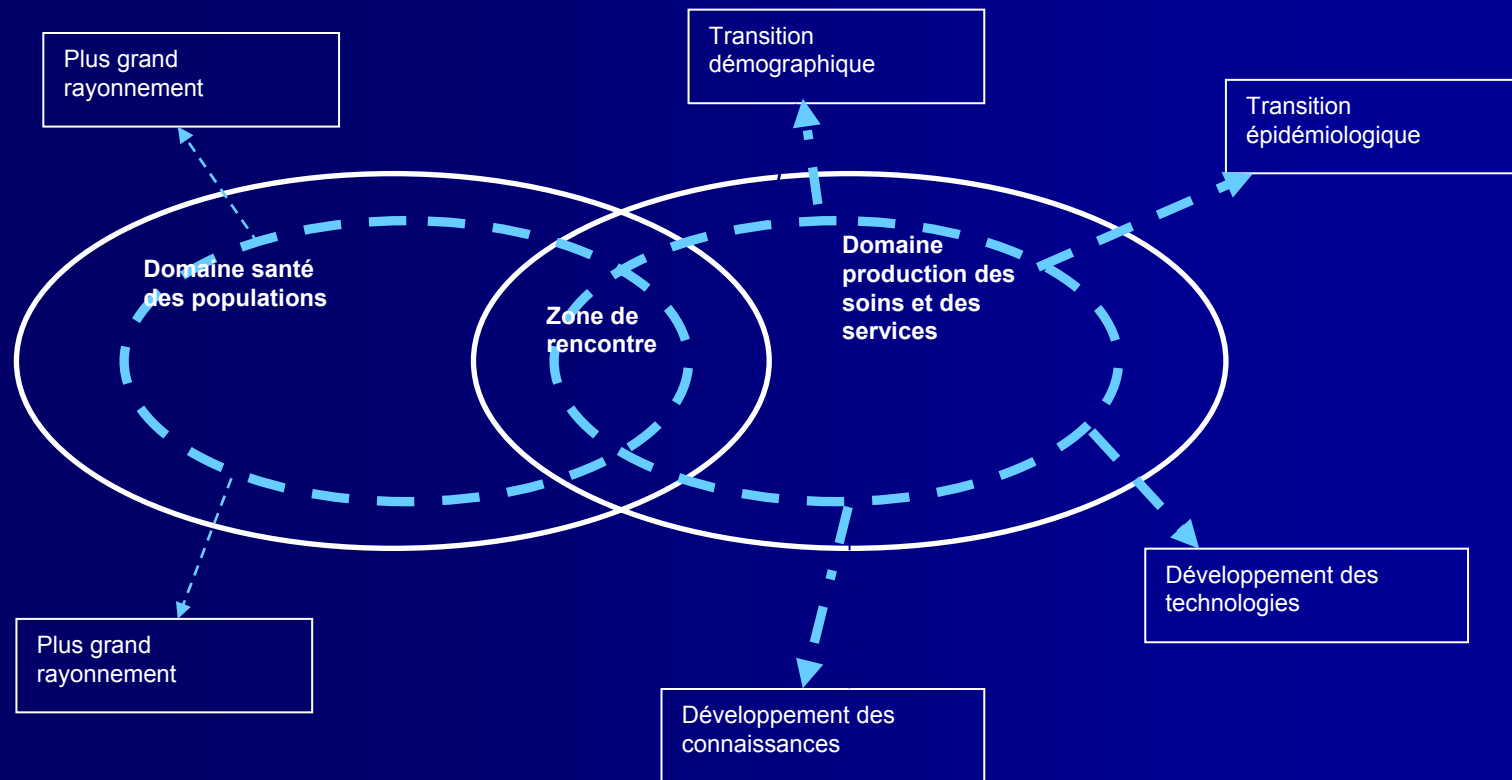 Plus grand
rayonnement
Transition
démographique
Transition
épidémiologique
Domaine santé
des populations
Zone de
rencontre
Domaine
production des
soins et des
services
Développement des
technologies
Plus grand
rayonnement
Développement des
connaissances